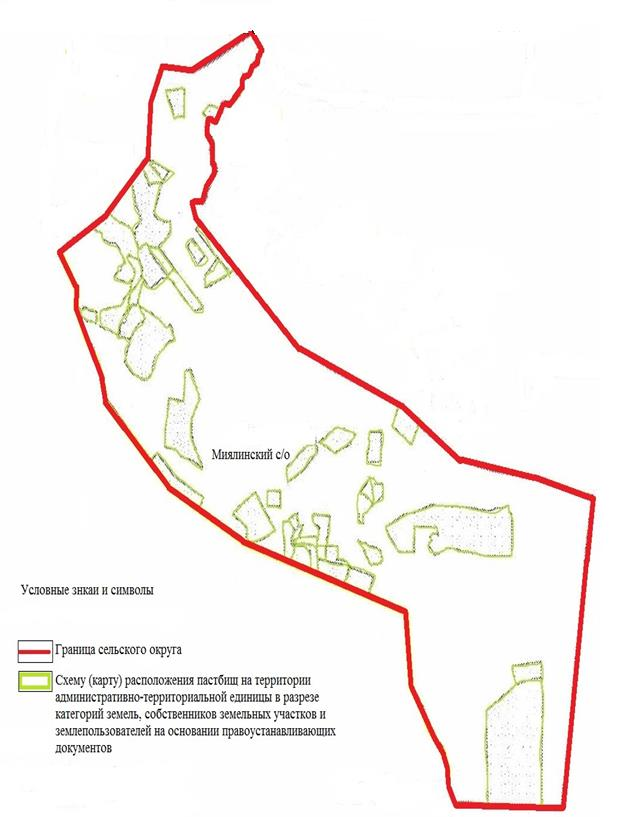 Миялинский с/о
Условные знкаи и символы
Граница сельского округа
Схему (карту) расположения пастбищ на территории
административно-территориальной единицы в разрезе
категорий земель, собственников земельных участков и
землепользователей на основании правоустанавливающих
документов